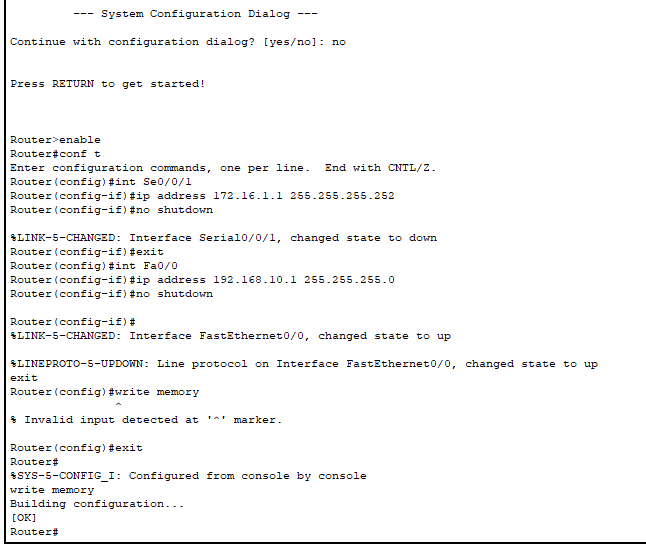 --- System Configuration Dialog ---
Continue with configuration dialog? [yes/no]: no
Press RETURN to get started!
Router>enable
Router#conf t
Enter configuration commands, one per line.  End with CNTL/Z.
Router(config)#int Se0/0/1
Router(config-if)#ip address 172.16.1.1 255.255.255.252
Router(config-if)#no shutdown
%LINK-5-CHANGED: Interface Serial0/0/1, changed state to down
Router(config-if)#exit
Router(config)#int Fa0/0
Router(config-if)#ip address 192.168.10.1 255.255.255.0
Router(config-if)#no shutdown
Router(config-if)#
%LINK-5-CHANGED: Interface FastEthernet0/0, changed state to up
%LINEPROTO-5-UPDOWN: Line protocol on Interface FastEthernet0/0, changed state to up
exit
Router(config)#write memory
^
% Invalid input detected at '^' marker.
Router(config)#exit
Router#
%SYS-5-CONFIG_I: Configured from console by console
write memory
Building configuration...
[OK]
Router#